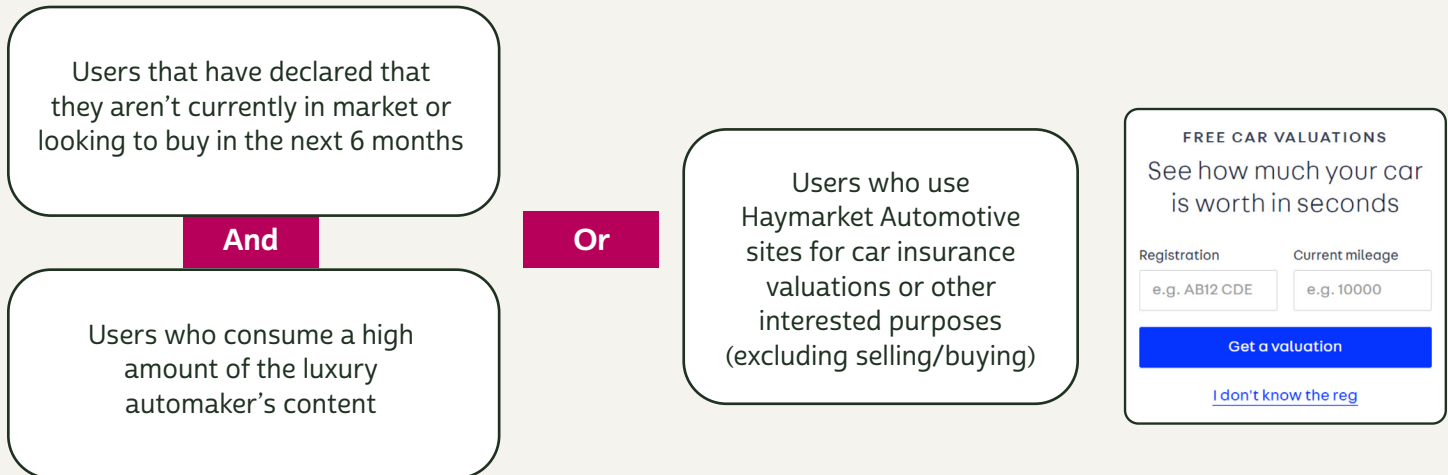 Users that have declared that
they aren't currently in market or
looking to buy in the next 6 months
And
Users who consume a high
amount of the luxury
automaker's content
Or
Users who use
Haymarket Automotive
sites for car insurance
valuations or other
interested purposes
(excluding selling/buying)
FREE CAR VALUATIONS
See how much your car
is worth in seconds
Registration Current mileage
e.g. AB12 CDE e.g. 10000
Get a valuation
I don't know the reg